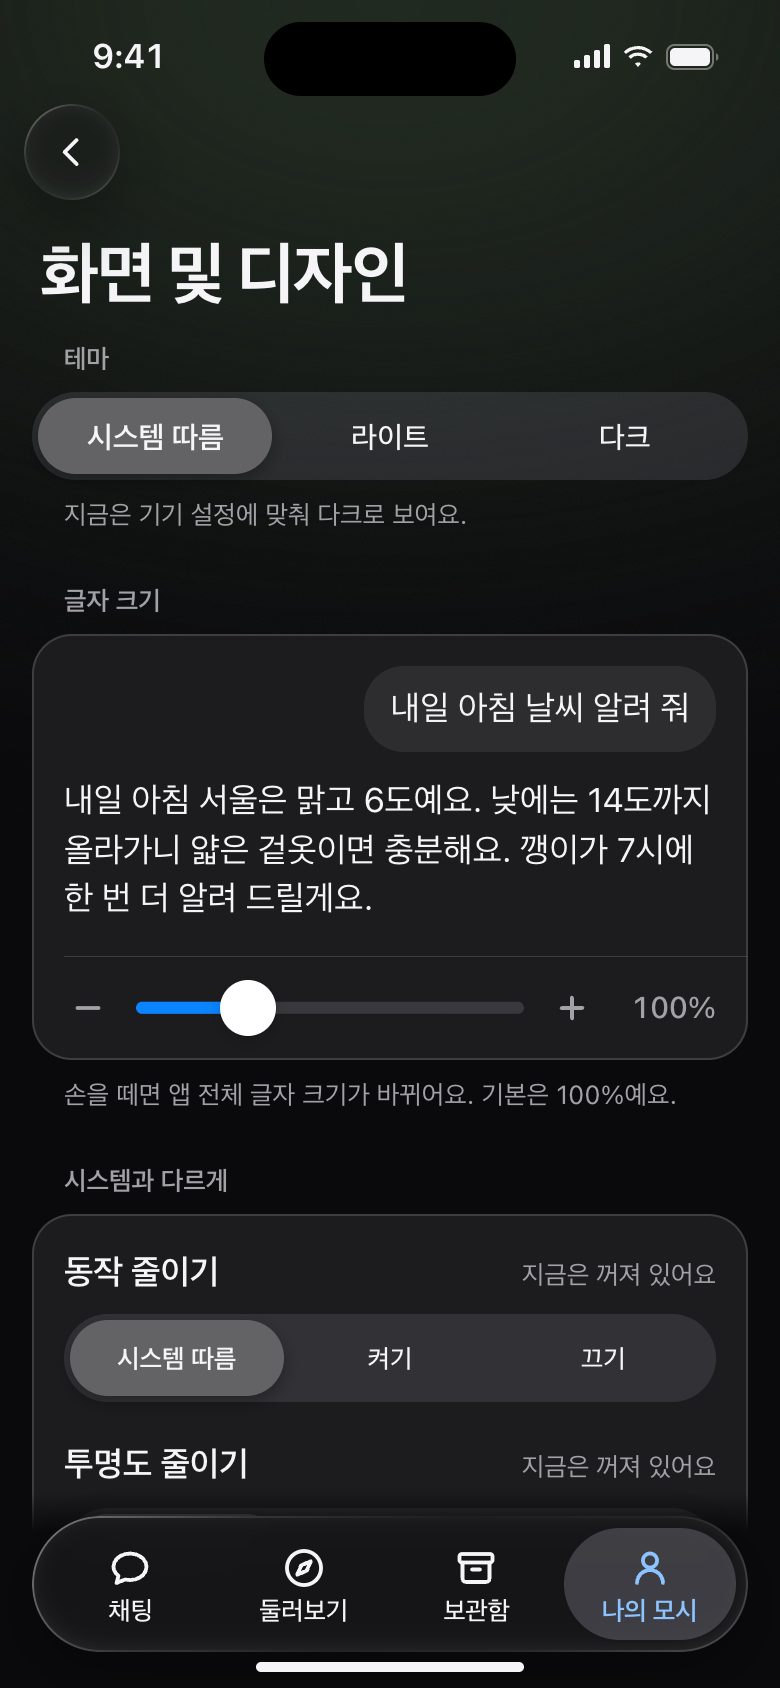 9:41
화면 및 디자인
테마
시스템 따름 라이트 다크
지금은 기기 설정에 맞춰 다크로 보여요.
글자 크기
내일 아침 날씨 알려 줘
내일 아침 서울은 맑고 6도예요. 낮에는 14도까지
올라가니 얇은 겉옷이면 충분해요. 깽이가 7시에
한 번 더 알려 드릴게요.
100%
손을 떼면 앱 전체 글자 크기가 바뀌어요. 기본은 100%예요.
시스템과 다르게
동작 줄이기 지금은 꺼져 있어요
시스템 따름 켜기 끄기
투명도 줄이기 지금은 꺼져 있어요
채팅 둘러보기 보관함 나의 모시